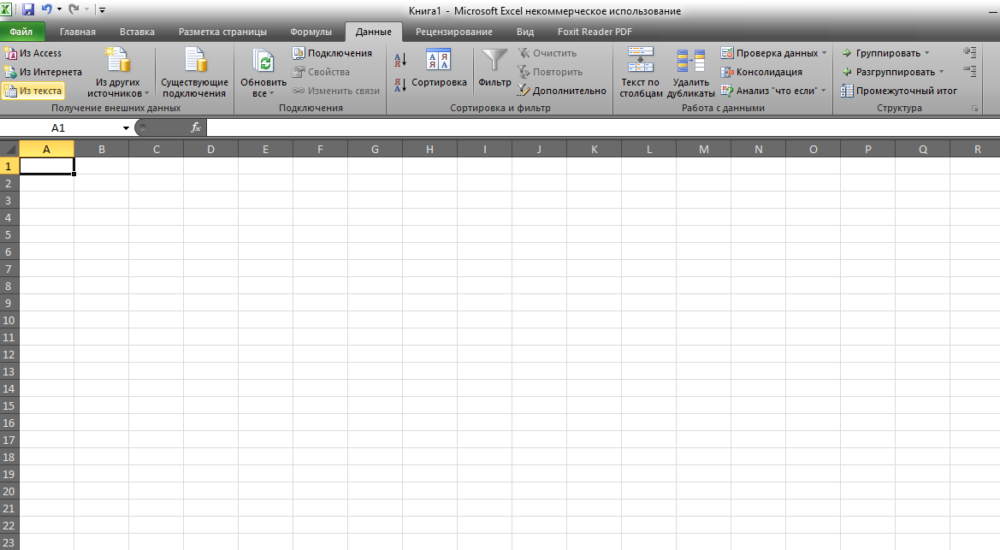 Книга1 - Microsoft Excel некоммерческое использование
Файл Главная Вставка Разметка страницы Формулы Данные Рецензирование Вид Foxit Reader PDF
Из Access
Из Интернета
Из текста
Из других источников
Существующие подключения
Получение внешних данных
Обновить все
Подключения
Свойства
Изменить связи
Подключения
Сортировка
Фильтр
Очистить
Повторить
Дополнительно
Сортировка и фильтр
Текст по столбцам
Удалить дубликаты
Проверка данных
Консолидация
Анализ "что если"
Работа с данными
Группировать
Разгруппировать
Промежуточный итог
Структура
A1 fx
A B C D E F G H I J K L M N O P Q R
1
2
3
4
5
6
7
8
9
10
11
12
13
14
15
16
17
18
19
20
21
22
23